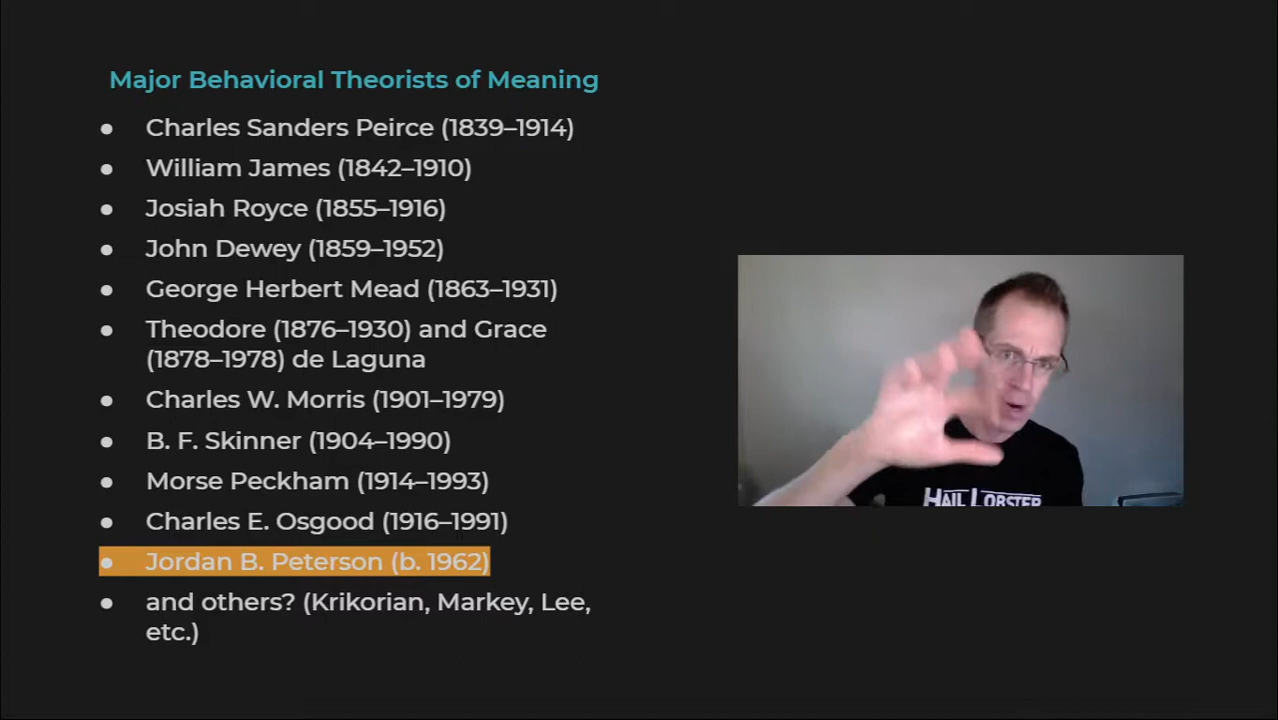 Major Behavioral Theorists of Meaning
● Charles Sanders Peirce (1839–1914)
● William James (1842–1910)
● Josiah Royce (1855–1916)
● John Dewey (1859–1952)
● George Herbert Mead (1863–1931)
● Theodore (1876–1930) and Grace
(1878–1978) de Laguna
● Charles W. Morris (1901–1979)
● B. F. Skinner (1904–1990)
● Morse Peckham (1914–1993)
● Charles E. Osgood (1916–1991)
● Jordan B. Peterson (b. 1962)
● and others? (Krikorian, Markey, Lee,
etc.)
HAIL LOBSTER